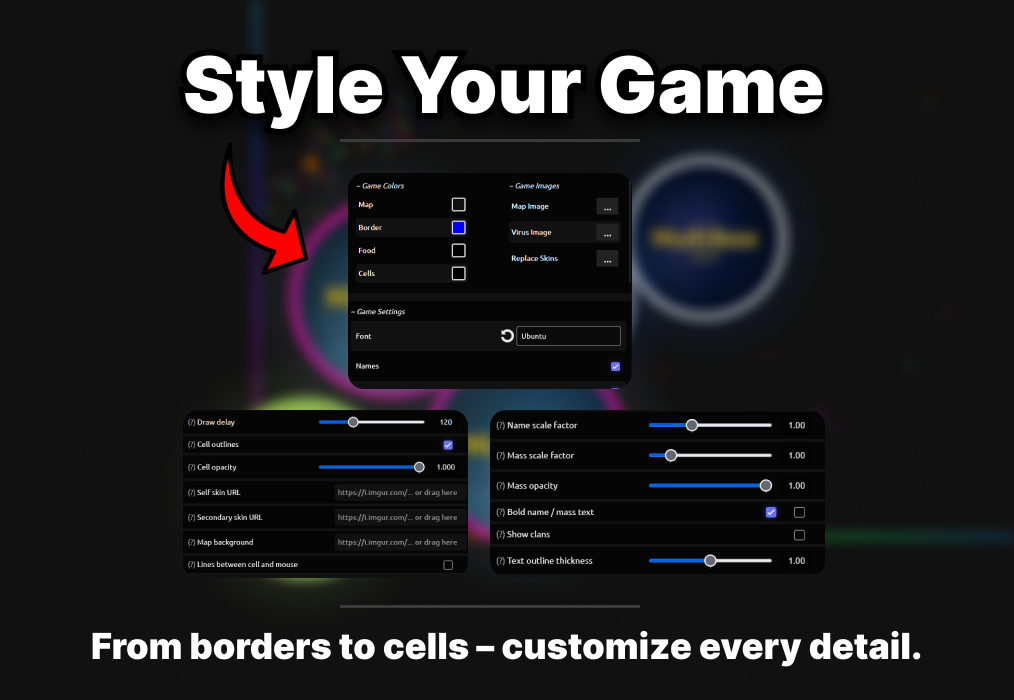 Style Your Game
~ Game Colors
Map
Border
Food
Cells
~ Game Images
Map Image ...
Virus Image ...
Replace Skins ...
~ Game Settings
Font Ubuntu
Names
(?) Draw delay 120
(?) Cell outlines
(?) Cell opacity 1.000
(?) Self skin URL https://i.imgur.com/... or drag here
(?) Secondary skin URL https://i.imgur.com/... or drag here
(?) Map background https://i.imgur.com/... or drag here
(?) Lines between cell and mouse
(?) Name scale factor 1.00
(?) Mass scale factor 1.00
(?) Mass opacity 1.00
(?) Bold name / mass text
(?) Show clans
(?) Text outline thickness 1.00
From borders to cells – customize every detail.